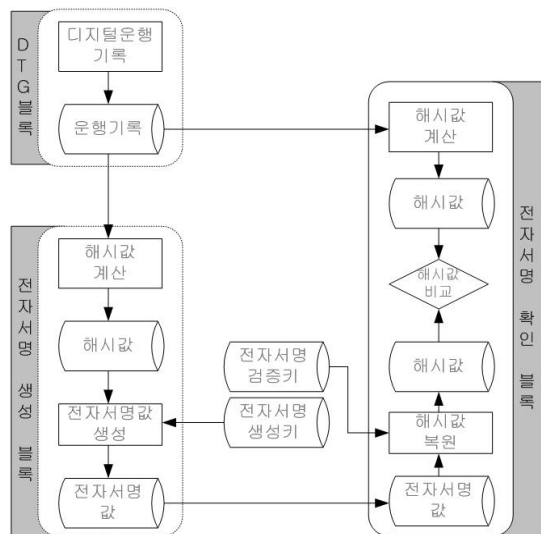 DTG블록
디지털운행
기록
운행기록
전자서명 생성 블록
해시값
계산
해시값
전자서명값
생성
전자서명
값
전자서명
검증키
전자서명
생성키
해시값
계산
해시값
해시값
비교
해시값
해시값
복원
전자서명
값
전자서명 확인 블록